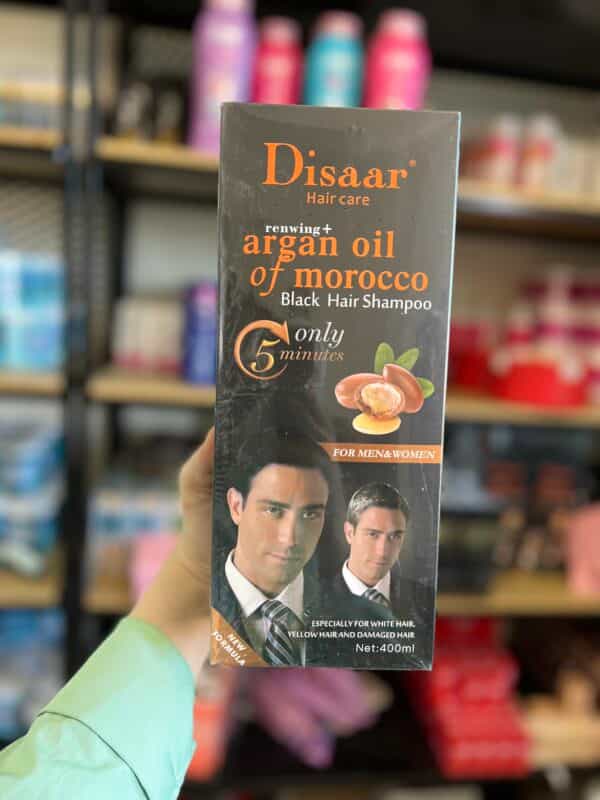 Disaar®
Hair care
renwing+
argan oil
of morocco
Black Hair Shampoo
only
5 minutes
FOR MEN&WOMEN
ESPECIALLY FOR WHITE HAIR,
YELLOW HAIR AND DAMAGED HAIR
Net:400ml
NEW
FORMULA